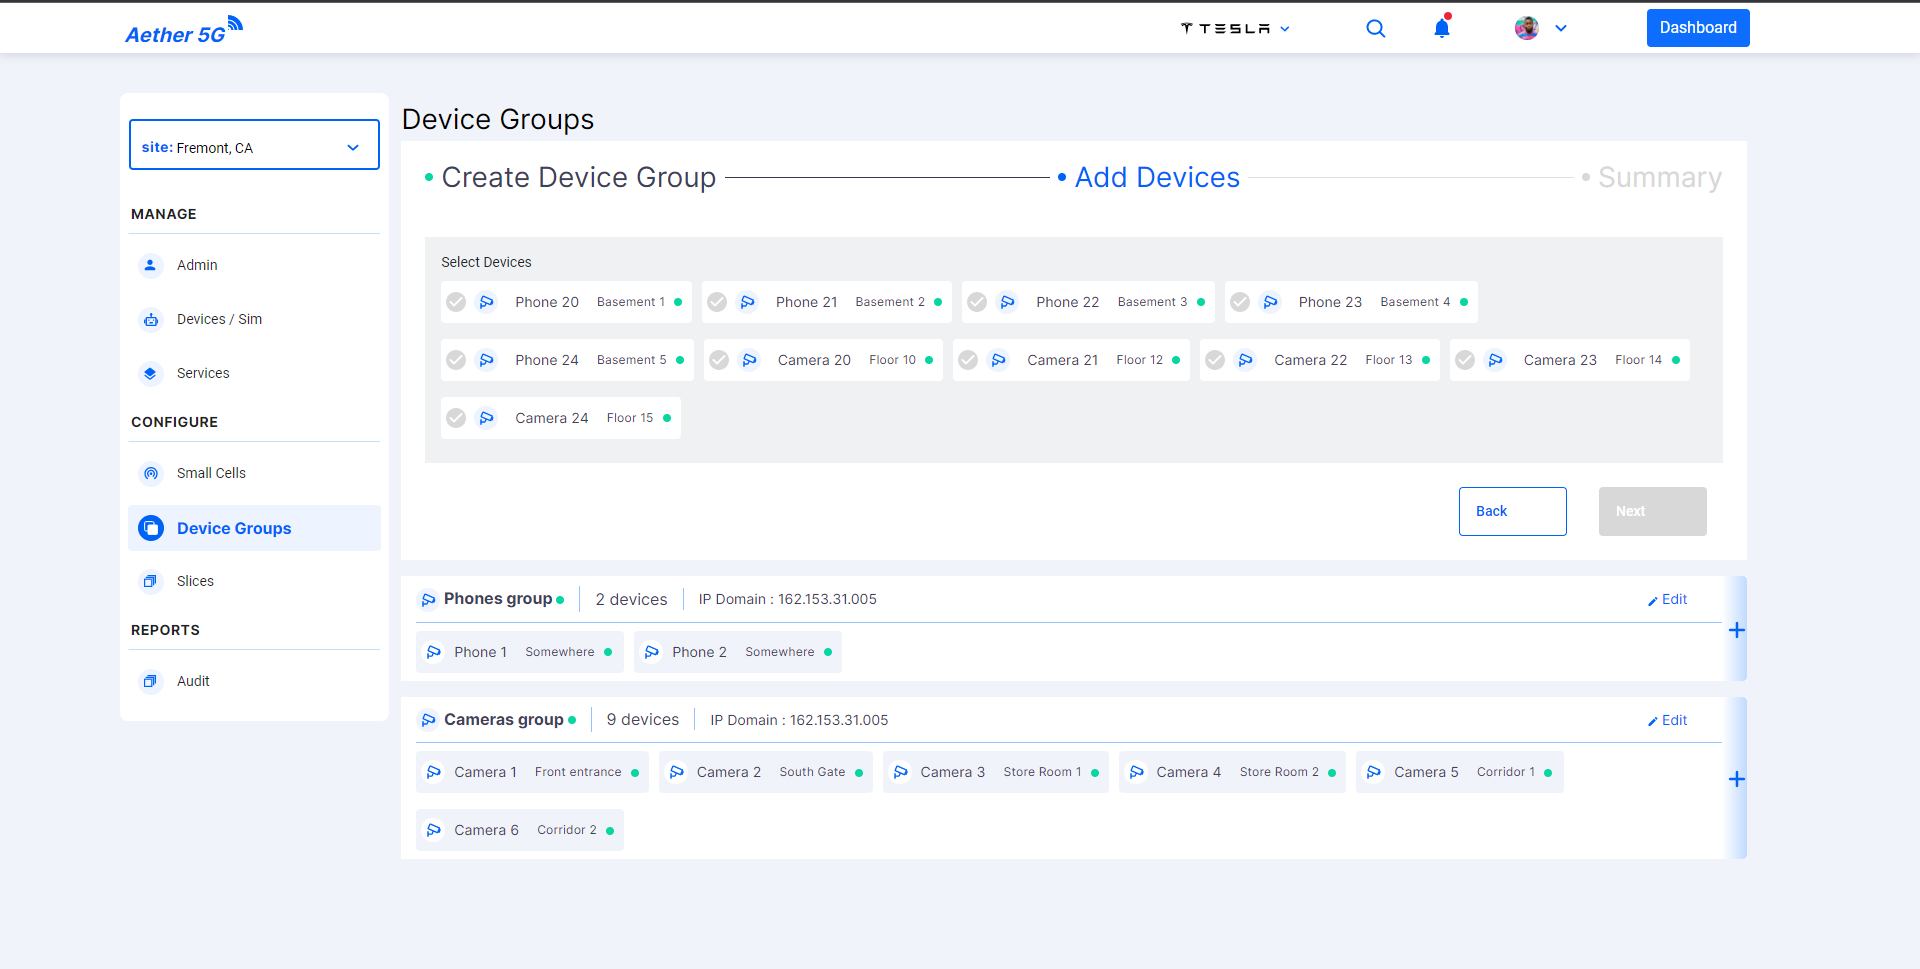 Aether 5G
TESLA
Dashboard
site: Fremont, CA
MANAGE
Admin
Devices / Sim
Services
CONFIGURE
Small Cells
Device Groups
Slices
REPORTS
Audit
Device Groups
Create Device Group
Add Devices
Summary
Select Devices
Phone 20 Basement 1
Phone 21 Basement 2
Phone 22 Basement 3
Phone 23 Basement 4
Phone 24 Basement 5
Camera 20 Floor 10
Camera 21 Floor 12
Camera 22 Floor 13
Camera 23 Floor 14
Camera 24 Floor 15
Back
Next
Phones group 2 devices IP Domain : 162.153.31.005
Edit
Phone 1 Somewhere
Phone 2 Somewhere
Cameras group 9 devices IP Domain : 162.153.31.005
Edit
Camera 1 Front entrance
Camera 2 South Gate
Camera 3 Store Room 1
Camera 4 Store Room 2
Camera 5 Corridor 1
Camera 6 Corridor 2